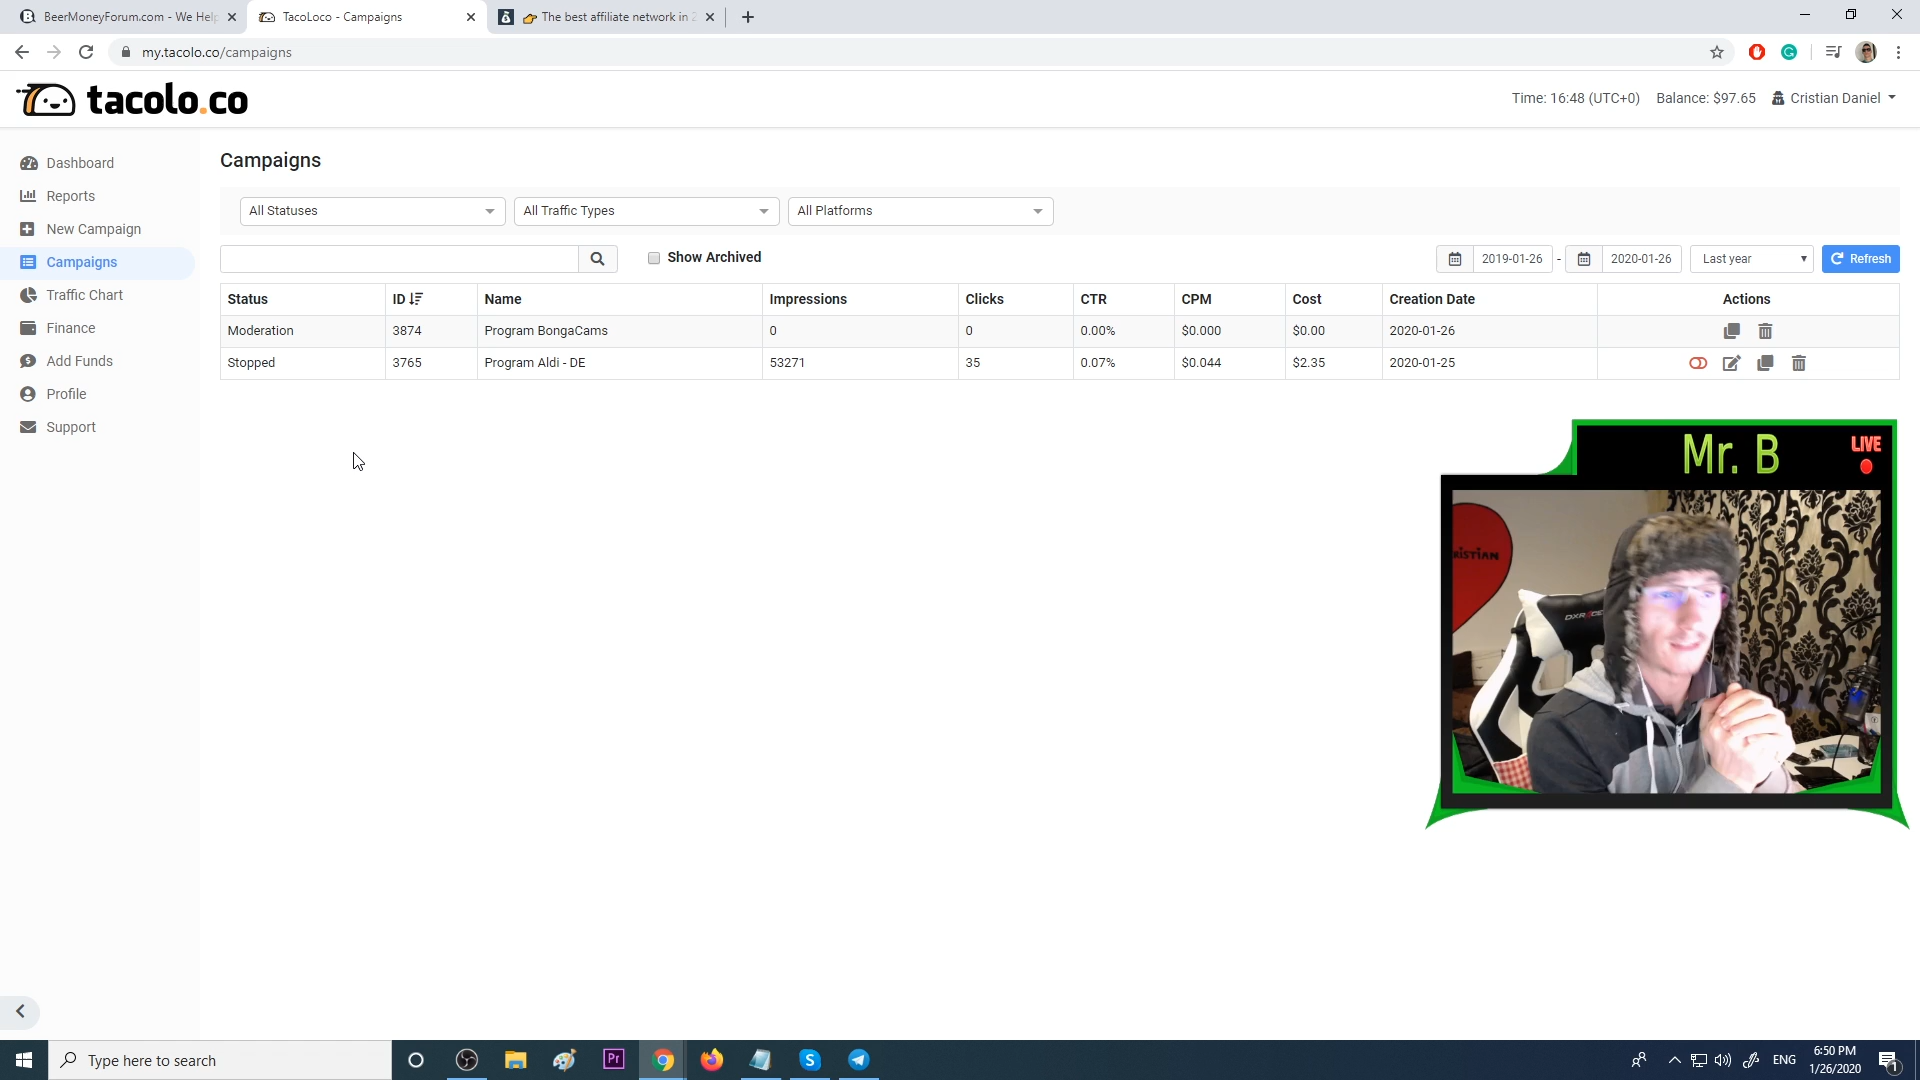 BeerMoneyForum.com - We Help
TacoLoco - Campaigns
The best affiliate network in 2
my.tacolo.co/campaigns
tacolo.co
Time: 16:48 (UTC+0)
Balance: $97.65
Cristian Daniel
Dashboard
Reports
New Campaign
Campaigns
Traffic Chart
Finance
Add Funds
Profile
Support
Campaigns
All Statuses
All Traffic Types
All Platforms
Show Archived
2019-01-26 - 2020-01-26
Last year
Refresh
Status ID Name Impressions Clicks CTR CPM Cost Creation Date Actions
Moderation 3874 Program BongaCams 0 0 0.00% $0.000 $0.00 2020-01-26
Stopped 3765 Program Aldi - DE 53271 35 0.07% $0.044 $2.35 2020-01-25
Mr. B
LIVE
RISTIAN
Type here to search
Pr
ENG
6:50 PM
1/26/2020
1